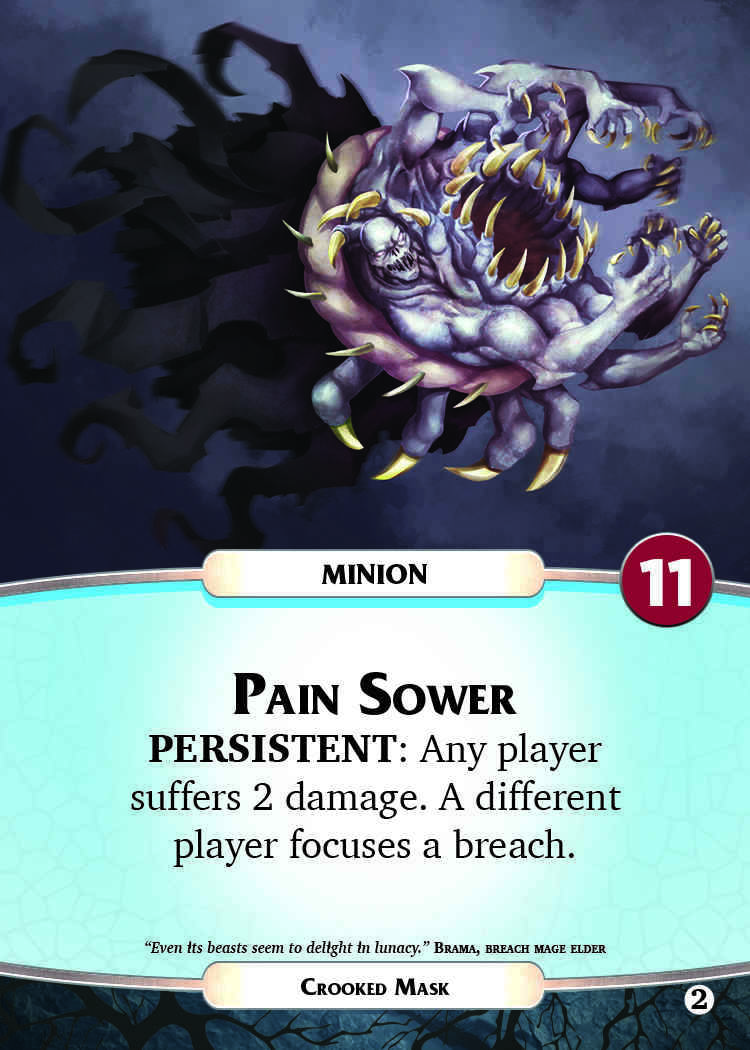 MINION
11
Pain Sower
PERSISTENT: Any player
suffers 2 damage. A different
player focuses a breach.
“Even its beasts seem to delight in lunacy.” Brama, breach mage elder
Crooked Mask
2